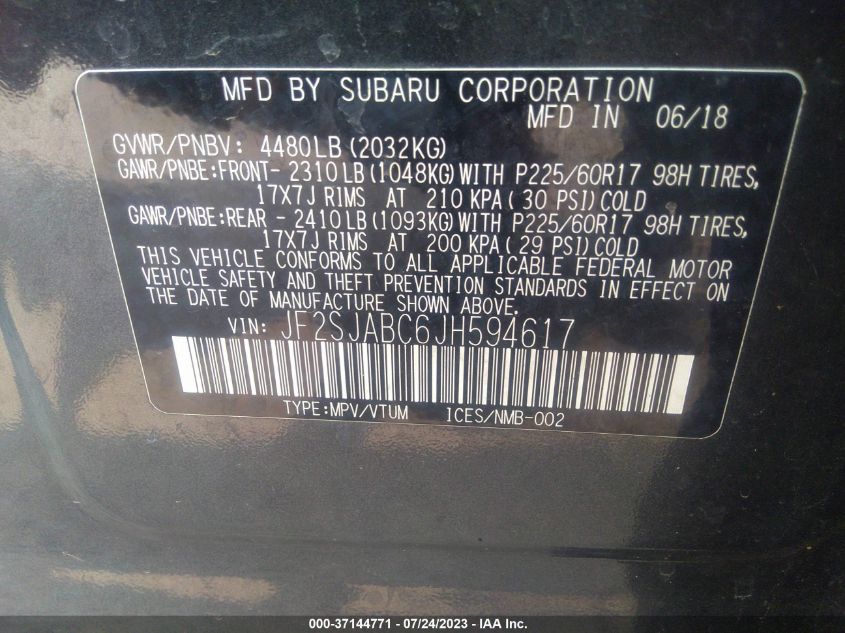 MFD BY SUBARU CORPORATION
MFD IN 06/18
GVWR/PNBV: 4480LB(2032KG)
GAWR/PNBE:FRONT- 2310LB(1048KG)WITH P225/60R17 98H TIRES,
17X7J RIMS AT 210 KPA( 30 PSI)COLD
GAWR/PNBE:REAR - 2410LB(1093KG)WITH P225/60R17 98H TIRES,
17X7J RIMS AT 200 KPA( 29 PSI)COLD
THIS VEHICLE CONFORMS TO ALL APPLICABLE FEDERAL MOTOR
VEHICLE SAFETY AND THEFT PREVENTION STANDARDS IN EFFECT ON
THE DATE OF MANUFACTURE SHOWN ABOVE.
VIN: JF2SJABC6JH594617
TYPE:MPV/VTUM ICES/NMB-002
000-37144771 - 07/24/2023 - IAA Inc.